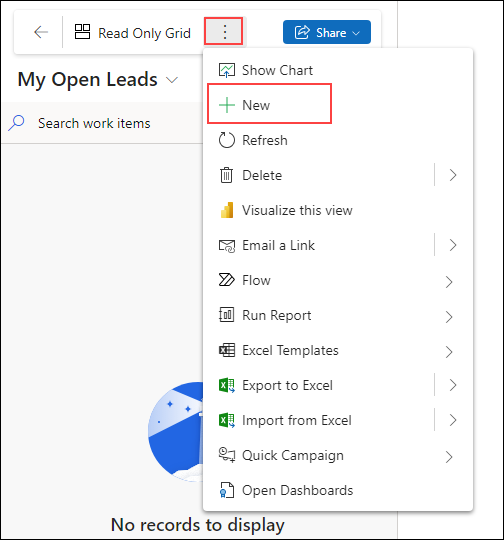 Read Only Grid
Share
My Open Leads
Search work items
Show Chart
New
Refresh
Delete
Visualize this view
Email a Link
Flow
Run Report
Excel Templates
Export to Excel
Import from Excel
Quick Campaign
Open Dashboards
No records to display